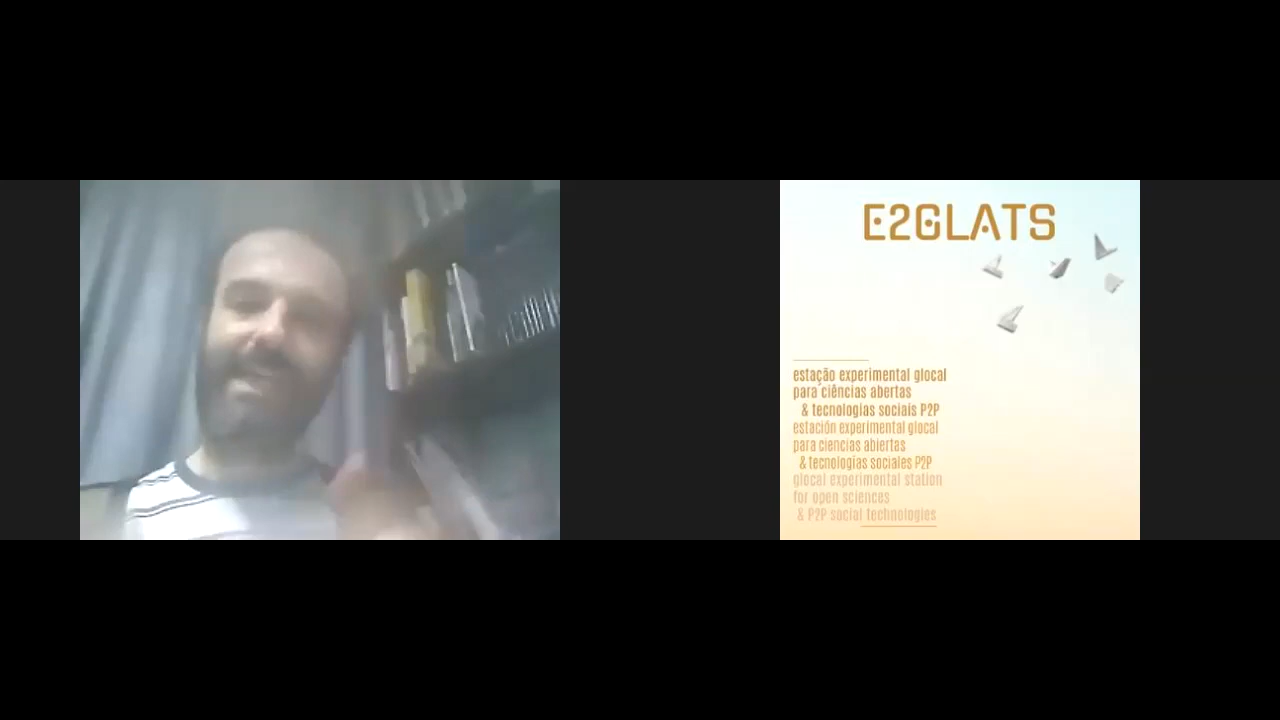 E2GLATS
estação experimental glocal
para ciências abertas
& tecnologias sociais P2P
estación experimental glocal
para ciencias abiertas
& tecnologías sociales P2P
glocal experimental station
for open sciences
& P2P social technologies